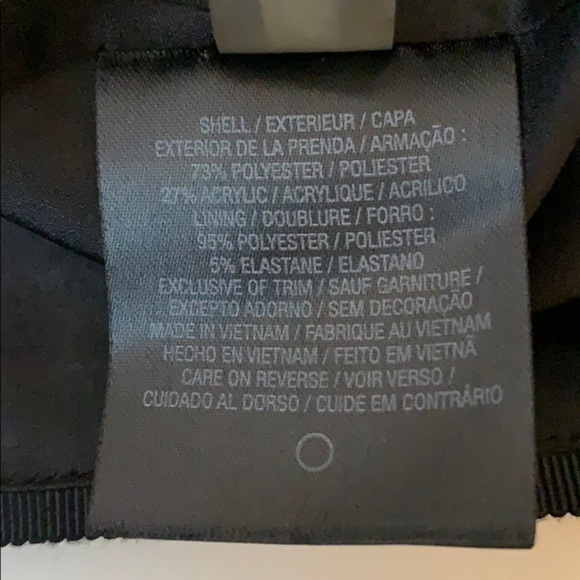 SHELL / EXTERIEUR / CAPA
EXTERIOR DE LA PRENDA / ARMAÇÃO :
73% POLYESTER / POLIESTER
27% ACRYLIC / ACRYLIQUE / ACRILICO
LINING / DOUBLURE / FORRO :
95% POLYESTER / POLIESTER
5% ELASTANE / ELASTANO
EXCLUSIVE OF TRIM / SAUF GARNITURE /
EXCEPTO ADORNO / SEM DECORAÇÃO
MADE IN VIETNAM / FABRIQUE AU VIETNAM
HECHO EN VIETNAM / FEITO EM VIETNÃ
CARE ON REVERSE / VOIR VERSO /
CUIDADO AL DORSO / CUIDE EM CONTRÁRIO